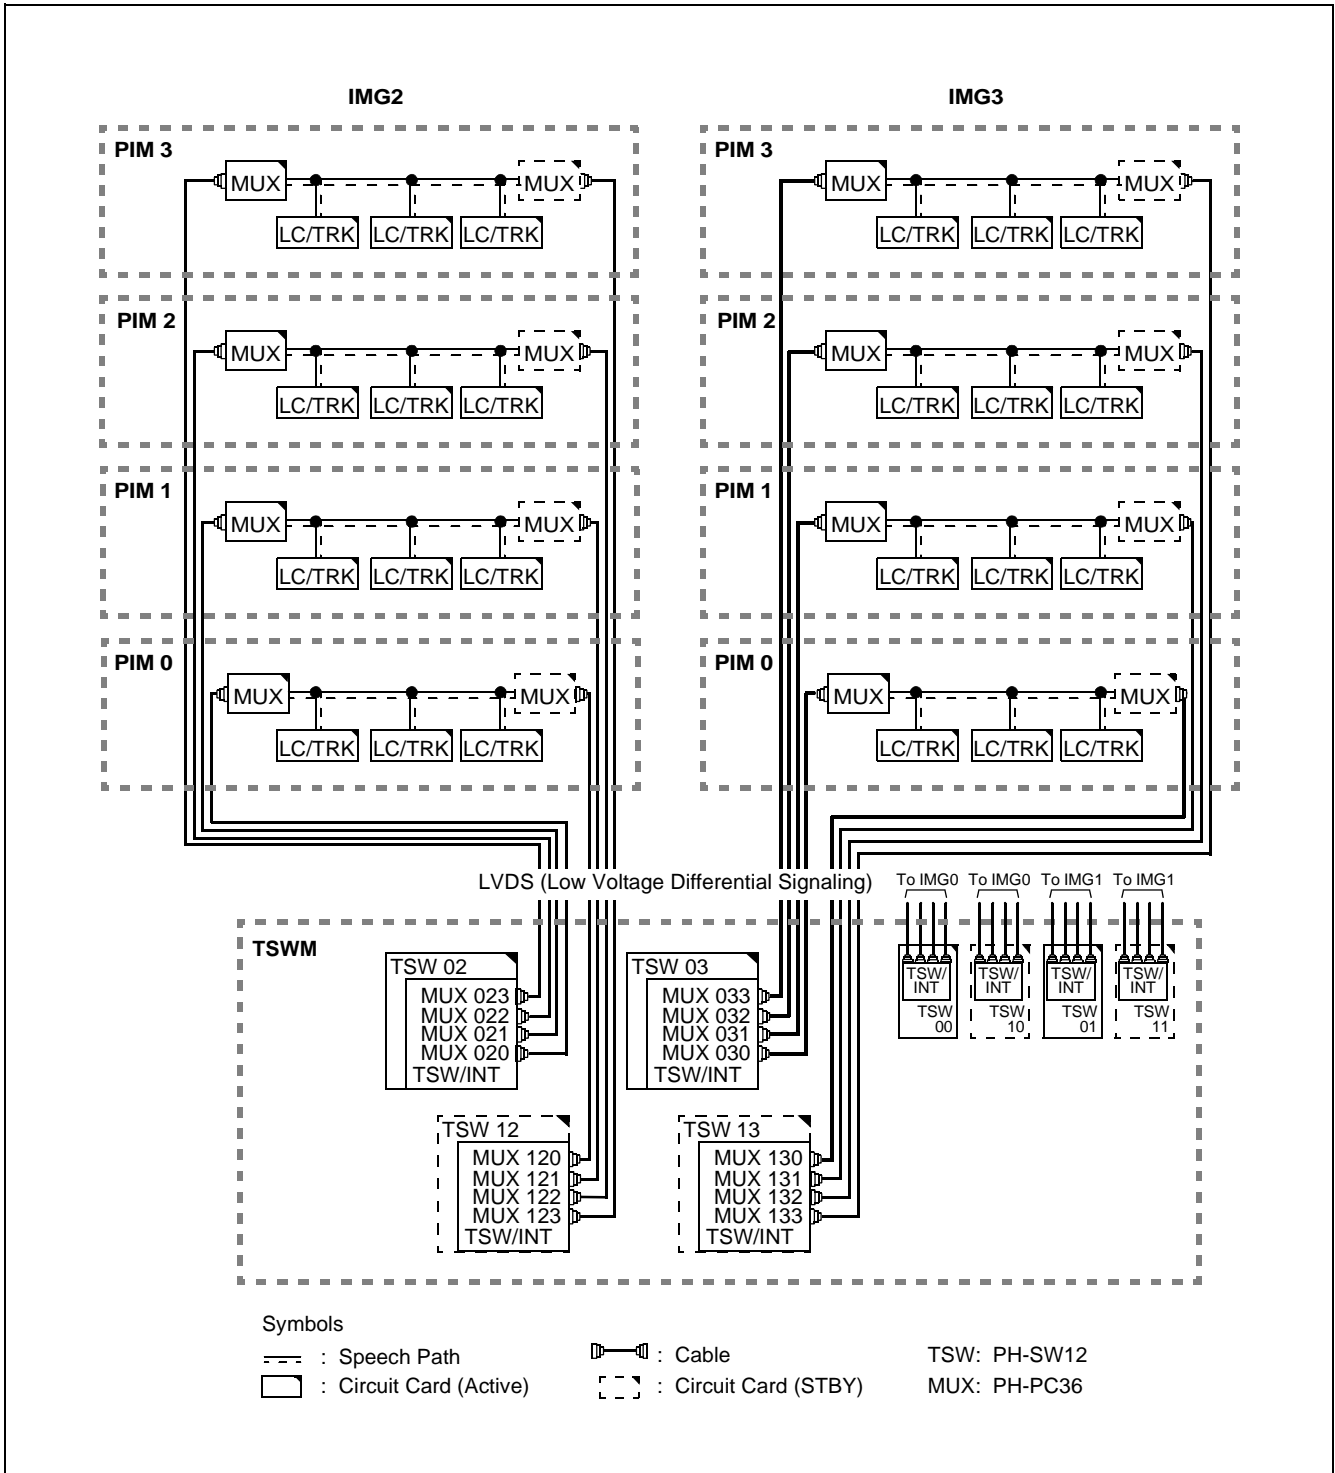 IMG2
IMG3
PIM 3
MUX
MUX
LC/TRK LC/TRK LC/TRK
PIM 3
MUX
MUX
LC/TRK LC/TRK LC/TRK
PIM 2
MUX
MUX
LC/TRK LC/TRK LC/TRK
PIM 2
MUX
MUX
LC/TRK LC/TRK LC/TRK
PIM 1
MUX
MUX
LC/TRK LC/TRK LC/TRK
PIM 1
MUX
MUX
LC/TRK LC/TRK LC/TRK
PIM 0
MUX
MUX
LC/TRK LC/TRK LC/TRK
PIM 0
MUX
MUX
LC/TRK LC/TRK LC/TRK
LVDS (Low Voltage Differential Signaling)
To IMG0 To IMG0 To IMG1 To IMG1
TSWM
TSW 02
MUX 023
MUX 022
MUX 021
MUX 020
TSW/INT
TSW 03
MUX 033
MUX 032
MUX 031
MUX 030
TSW/INT
TSW/
INT
TSW
00
TSW/
INT
TSW
10
TSW/
INT
TSW
01
TSW/
INT
TSW
11
TSW 12
MUX 120
MUX 121
MUX 122
MUX 123
TSW/INT
TSW 13
MUX 130
MUX 131
MUX 132
MUX 133
TSW/INT
Symbols
: Speech Path
: Cable
TSW: PH-SW12
: Circuit Card (Active)
: Circuit Card (STBY)
MUX: PH-PC36